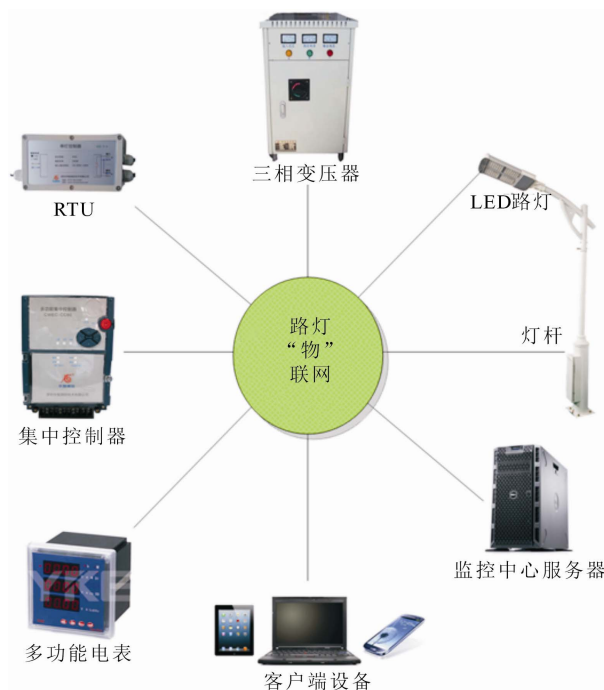 三相变压器
RTU
LED路灯
路灯
“物”
联网
灯杆
集中控制器
监控中心服务器
YKE
多功能电表
客户端设备